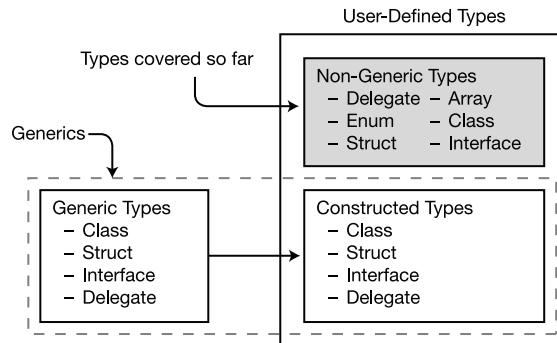 User-Defined Types
Types covered so far
Non-Generic Types
– Delegate – Array
– Enum – Class
– Struct – Interface
Generics
Generic Types
– Class
– Struct
– Interface
– Delegate
Constructed Types
– Class
– Struct
– Interface
– Delegate